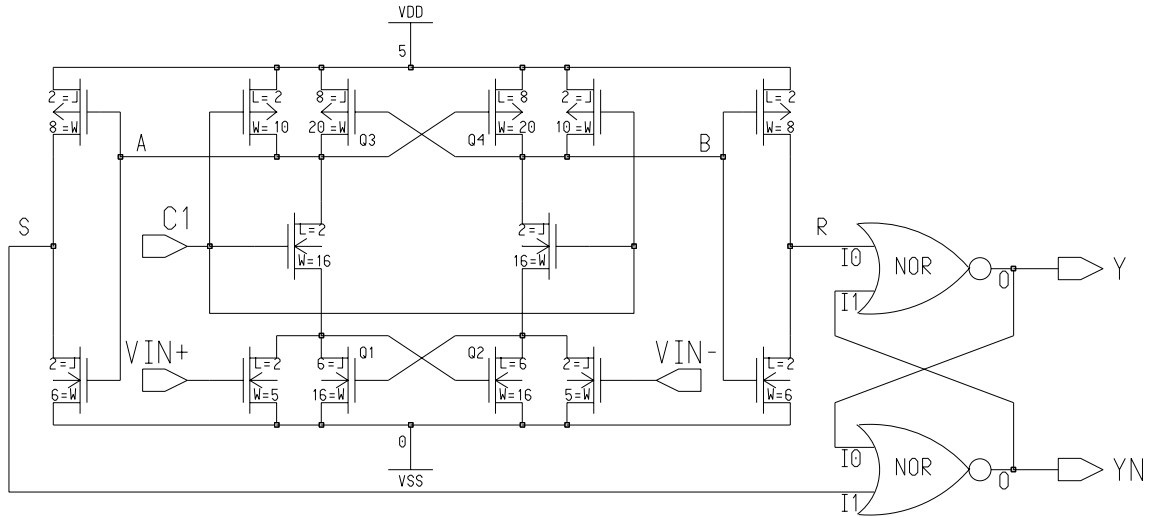 VDD
5
2=L
L=2
8=L
L=8
2=L
L=2
8=W
W=10
20=W
Q3
Q4
W=20
10=W
W=8
A
B
C1
S
R
L=2
2=L
W=16
16=W
I0
NOR
Y
0
I1
VIN+
Q1
Q2
VIN-
2=L
L=2
6=L
L=6
2=L
L=2
6=W
W=5
16=W
W=16
5=W
W=6
0
VSS
I0
NOR
YN
0
I1